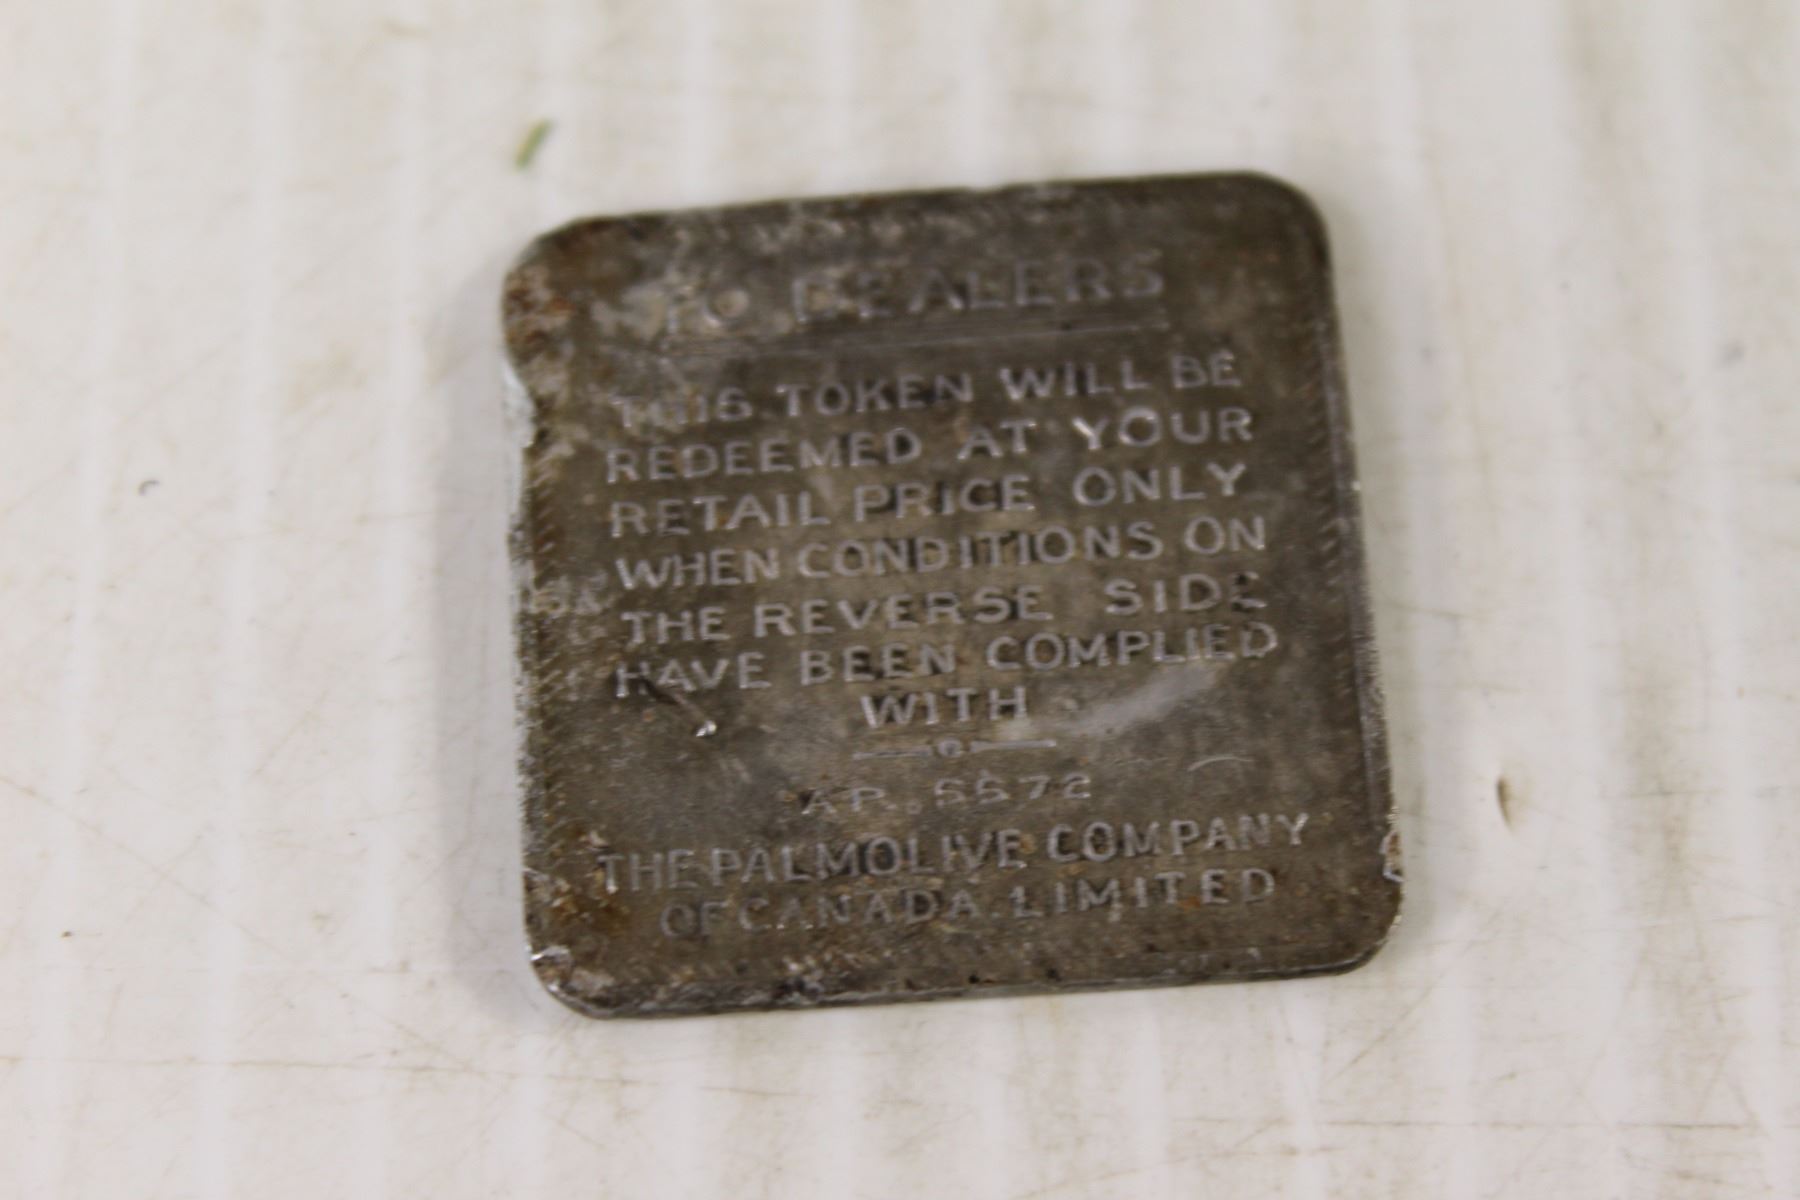 TO DEALERS
THIS TOKEN WILL BE
REDEEMED AT YOUR
RETAIL PRICE ONLY
WHEN CONDITIONS ON
THE REVERSE SIDE
HAVE BEEN COMPLIED
WITH
AP. 5572
THE PALMOLIVE COMPANY
OF CANADA. LIMITED